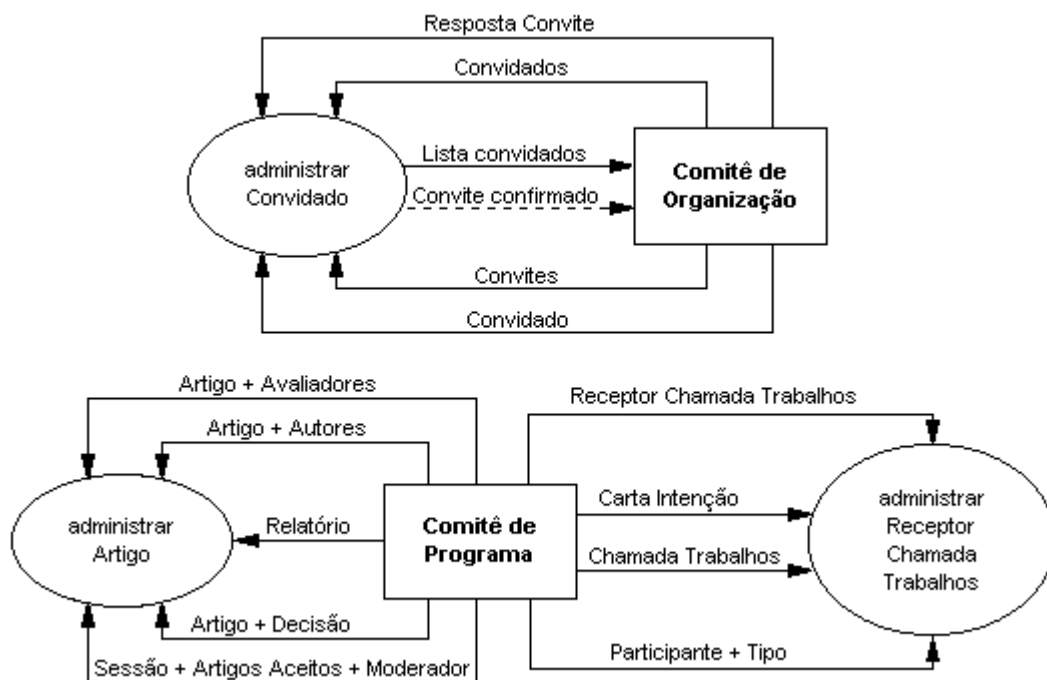 Resposta Convite
Convidados
administrar
Convidado
Lista convidados
Convite confirmado
Comitê de
Organização
Convites
Convidado
Artigo + Avaliadores
Artigo + Autores
administrar
Artigo
Relatório
Comitê de
Programa
Artigo + Decisão
Sessão + Artigos Aceitos + Moderador
Receptor Chamada Trabalhos
Carta Intenção
Chamada Trabalhos
administrar
Receptor
Chamada
Trabalhos
Participante + Tipo